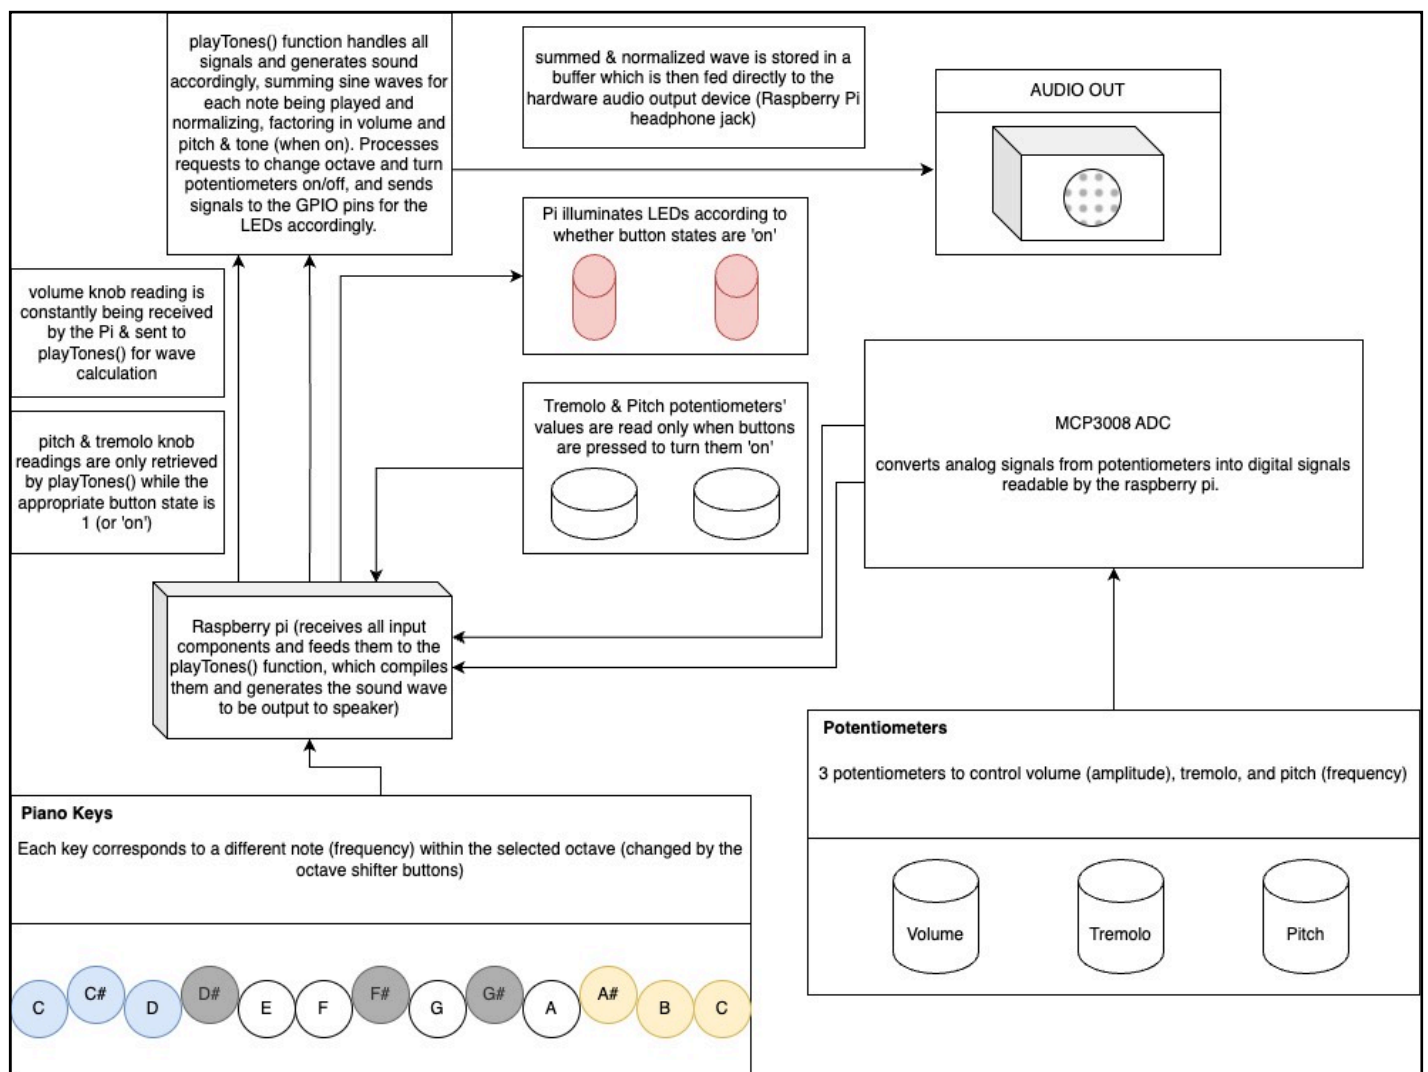 playTones() function handles all
signals and generates sound
accordingly, summing sine waves for
each note being played and
normalizing, factoring in volume and
pitch & tone (when on). Processes
requests to change octave and turn
potentiometers on/off, and sends
signals to the GPIO pins for the
LEDs accordingly.
summed & normalized wave is stored in a
buffer which is then fed directly to the
hardware audio output device (Raspberry Pi
headphone jack)
AUDIO OUT
Pi illuminates LEDs according to
whether button states are 'on'
volume knob reading is
constantly being received
by the Pi & sent to
playTones() for wave
calculation
pitch & tremolo knob
readings are only retrieved
by playTones() while the
appropriate button state is
1 (or 'on')
Tremolo & Pitch potentiometers'
values are read only when buttons
are pressed to turn them 'on'
MCP3008 ADC
converts analog signals from potentiometers into digital signals
readable by the raspberry pi.
Raspberry pi (receives all input
components and feeds them to the
playTones() function, which compiles
them and generates the sound wave
to be output to speaker)
Potentiometers
3 potentiometers to control volume (amplitude), tremolo, and pitch (frequency)
Volume
Tremolo
Pitch
Piano Keys
Each key corresponds to a different note (frequency) within the selected octave (changed by the
octave shifter buttons)
C
C#
D
D#
E
F
F#
G
G#
A
A#
B
C